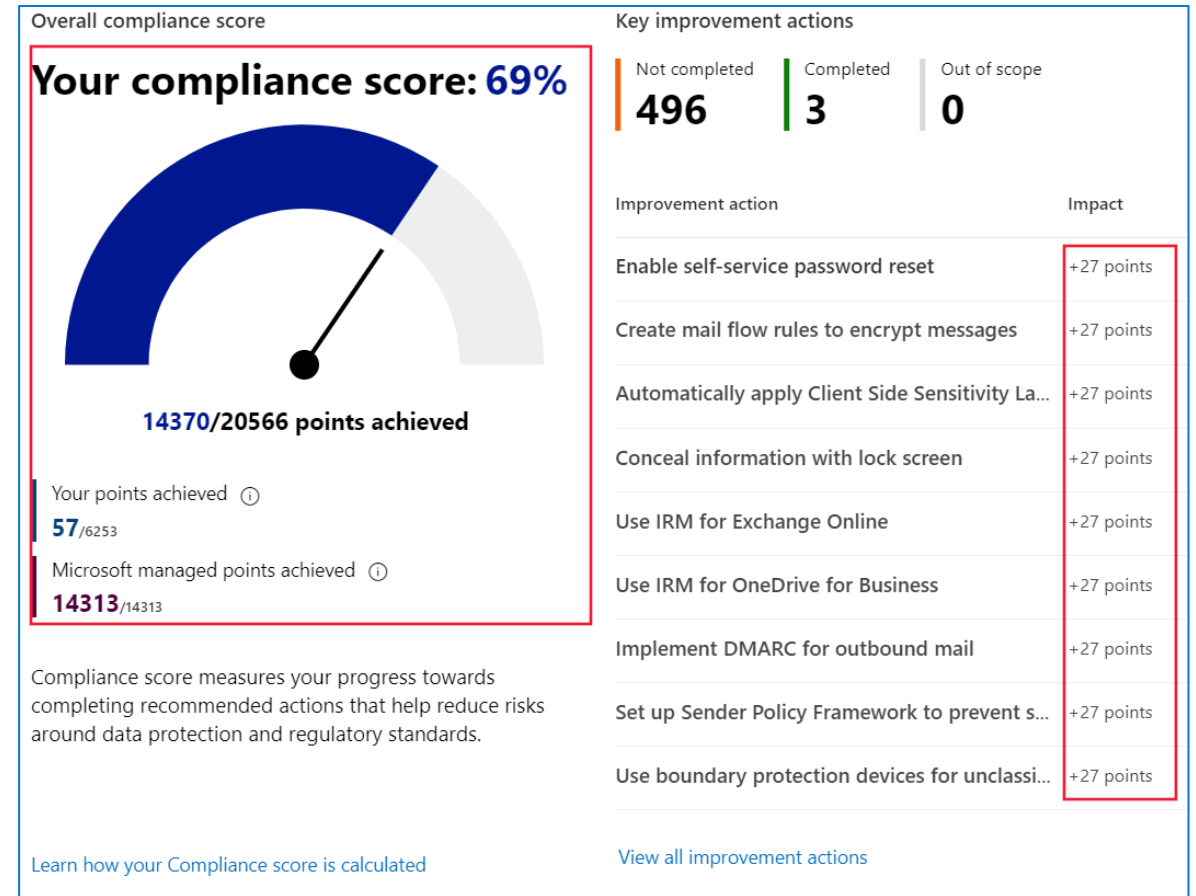 Overall compliance score
Your compliance score: 69%
14370/20566 points achieved
Your points achieved
57/6253
Microsoft managed points achieved
14313/14313
Compliance score measures your progress towards
completing recommended actions that help reduce risks
around data protection and regulatory standards.
Learn how your Compliance score is calculated
Key improvement actions
Not completed
496
Completed
3
Out of scope
0
Improvement action Impact
Enable self-service password reset +27 points
Create mail flow rules to encrypt messages +27 points
Automatically apply Client Side Sensitivity La... +27 points
Conceal information with lock screen +27 points
Use IRM for Exchange Online +27 points
Use IRM for OneDrive for Business +27 points
Implement DMARC for outbound mail +27 points
Set up Sender Policy Framework to prevent s... +27 points
Use boundary protection devices for unclassi... +27 points
View all improvement actions